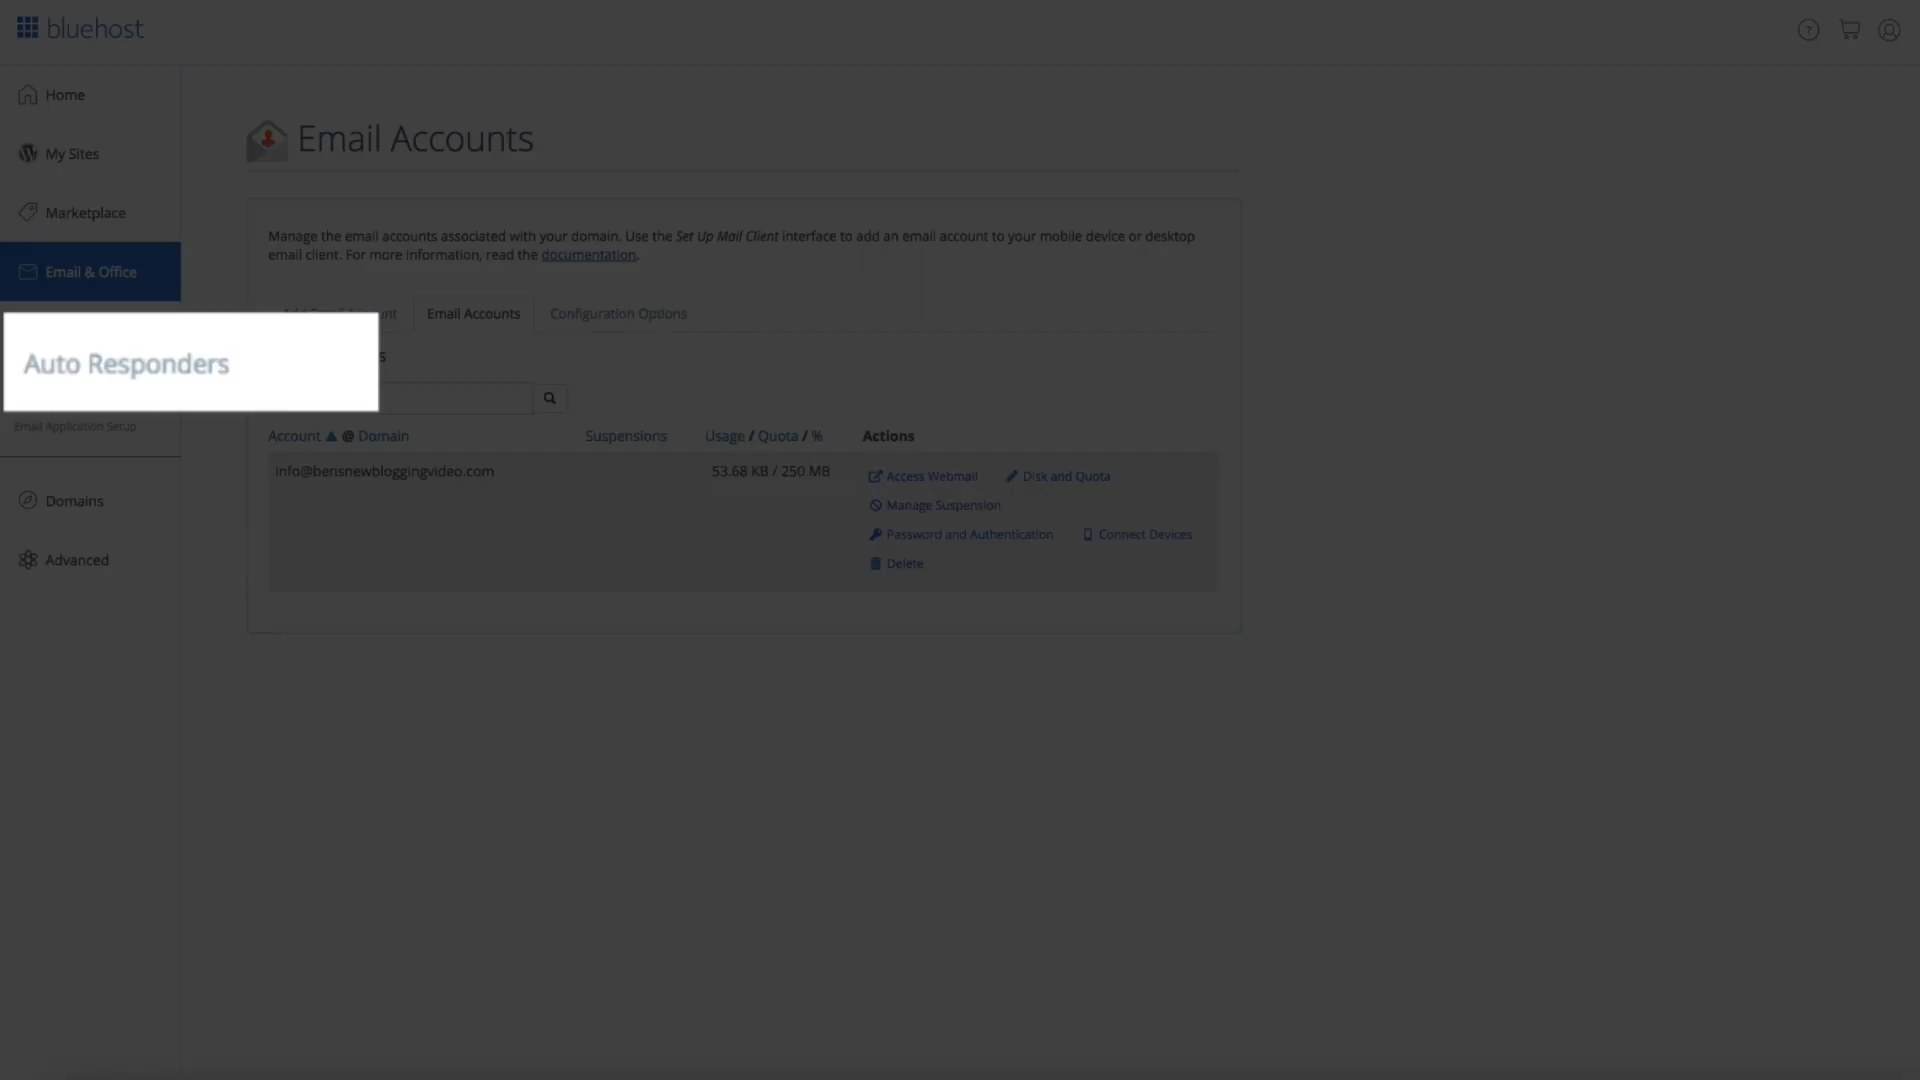 bluehost
Home
My Sites
Marketplace
Email & Office
Auto Responders
Email Application Setup
Domains
Advanced
Email Accounts
Manage the email accounts associated with your domain. Use the Set Up Mail Client interface to add an email account to your mobile device or desktop
email client. For more information, read the documentation.
Add Email Account Email Accounts Configuration Options
Account ▲ @ Domain Suspensions Usage / Quota / % Actions
info@bensnewbloggingvideo.com 53.68 KB / 250 MB
Access Webmail Disk and Quota
Manage Suspension
Password and Authentication Connect Devices
Delete